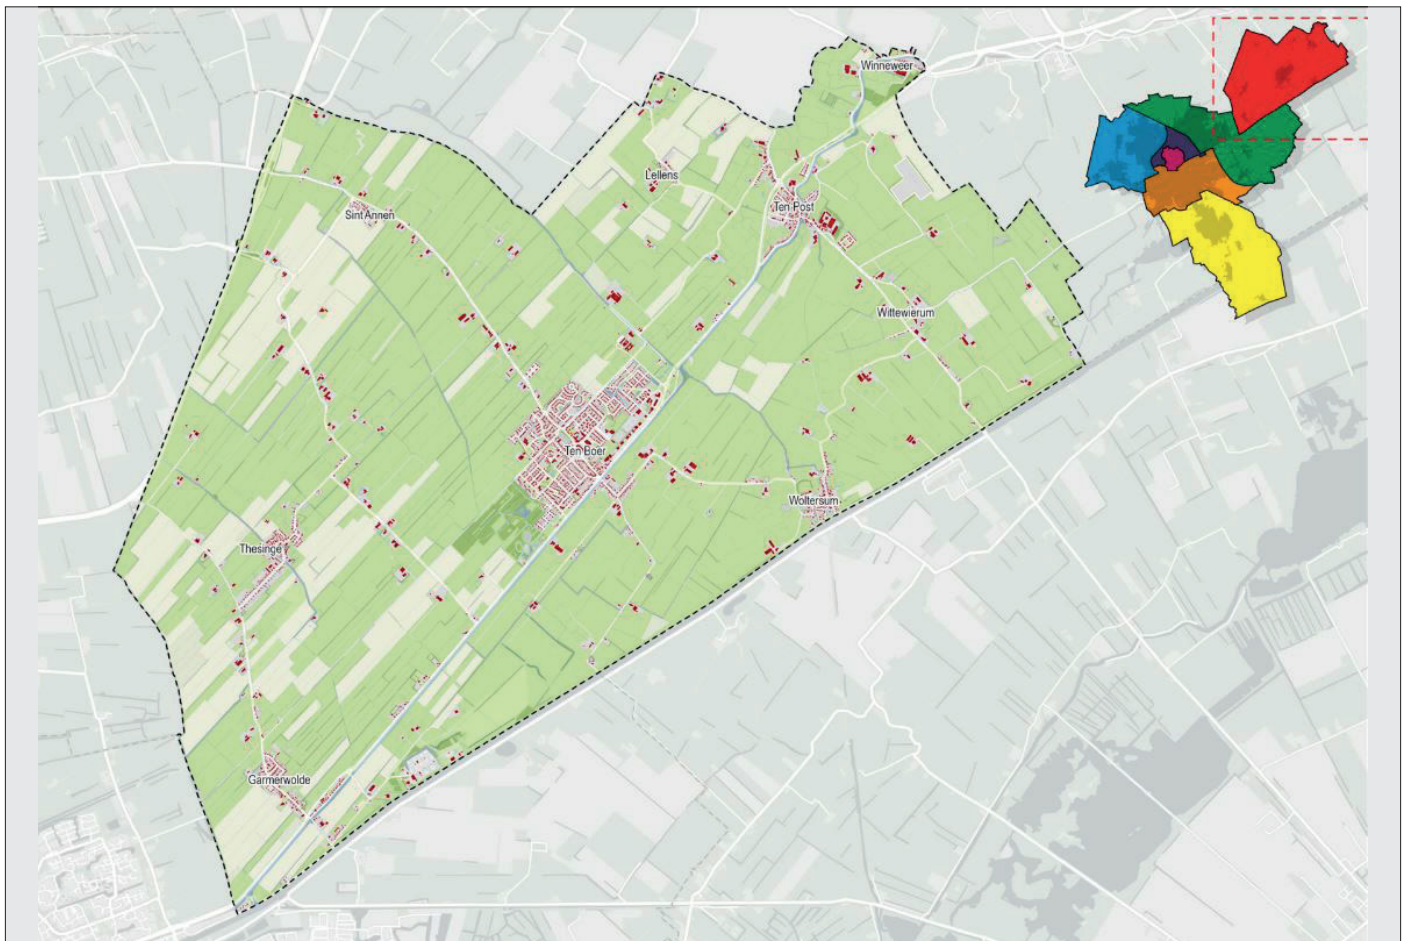 Winneweer
Lellens
Ten Post
Sint Annen
Wittewierum
Ten Boer
Woltersum
Thesinge
Garmerwolde